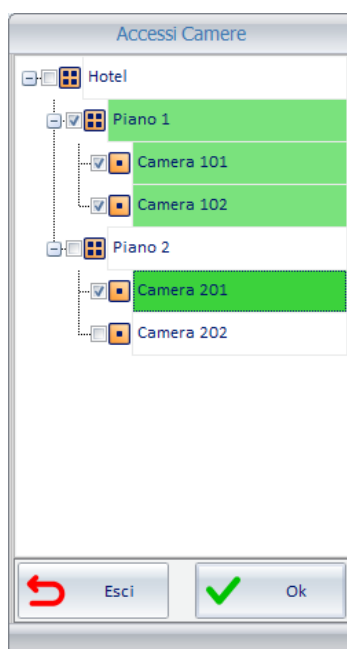 Accessi Camere
Hotel
Piano 1
Camera 101
Camera 102
Piano 2
Camera 201
Camera 202
Esci
Ok